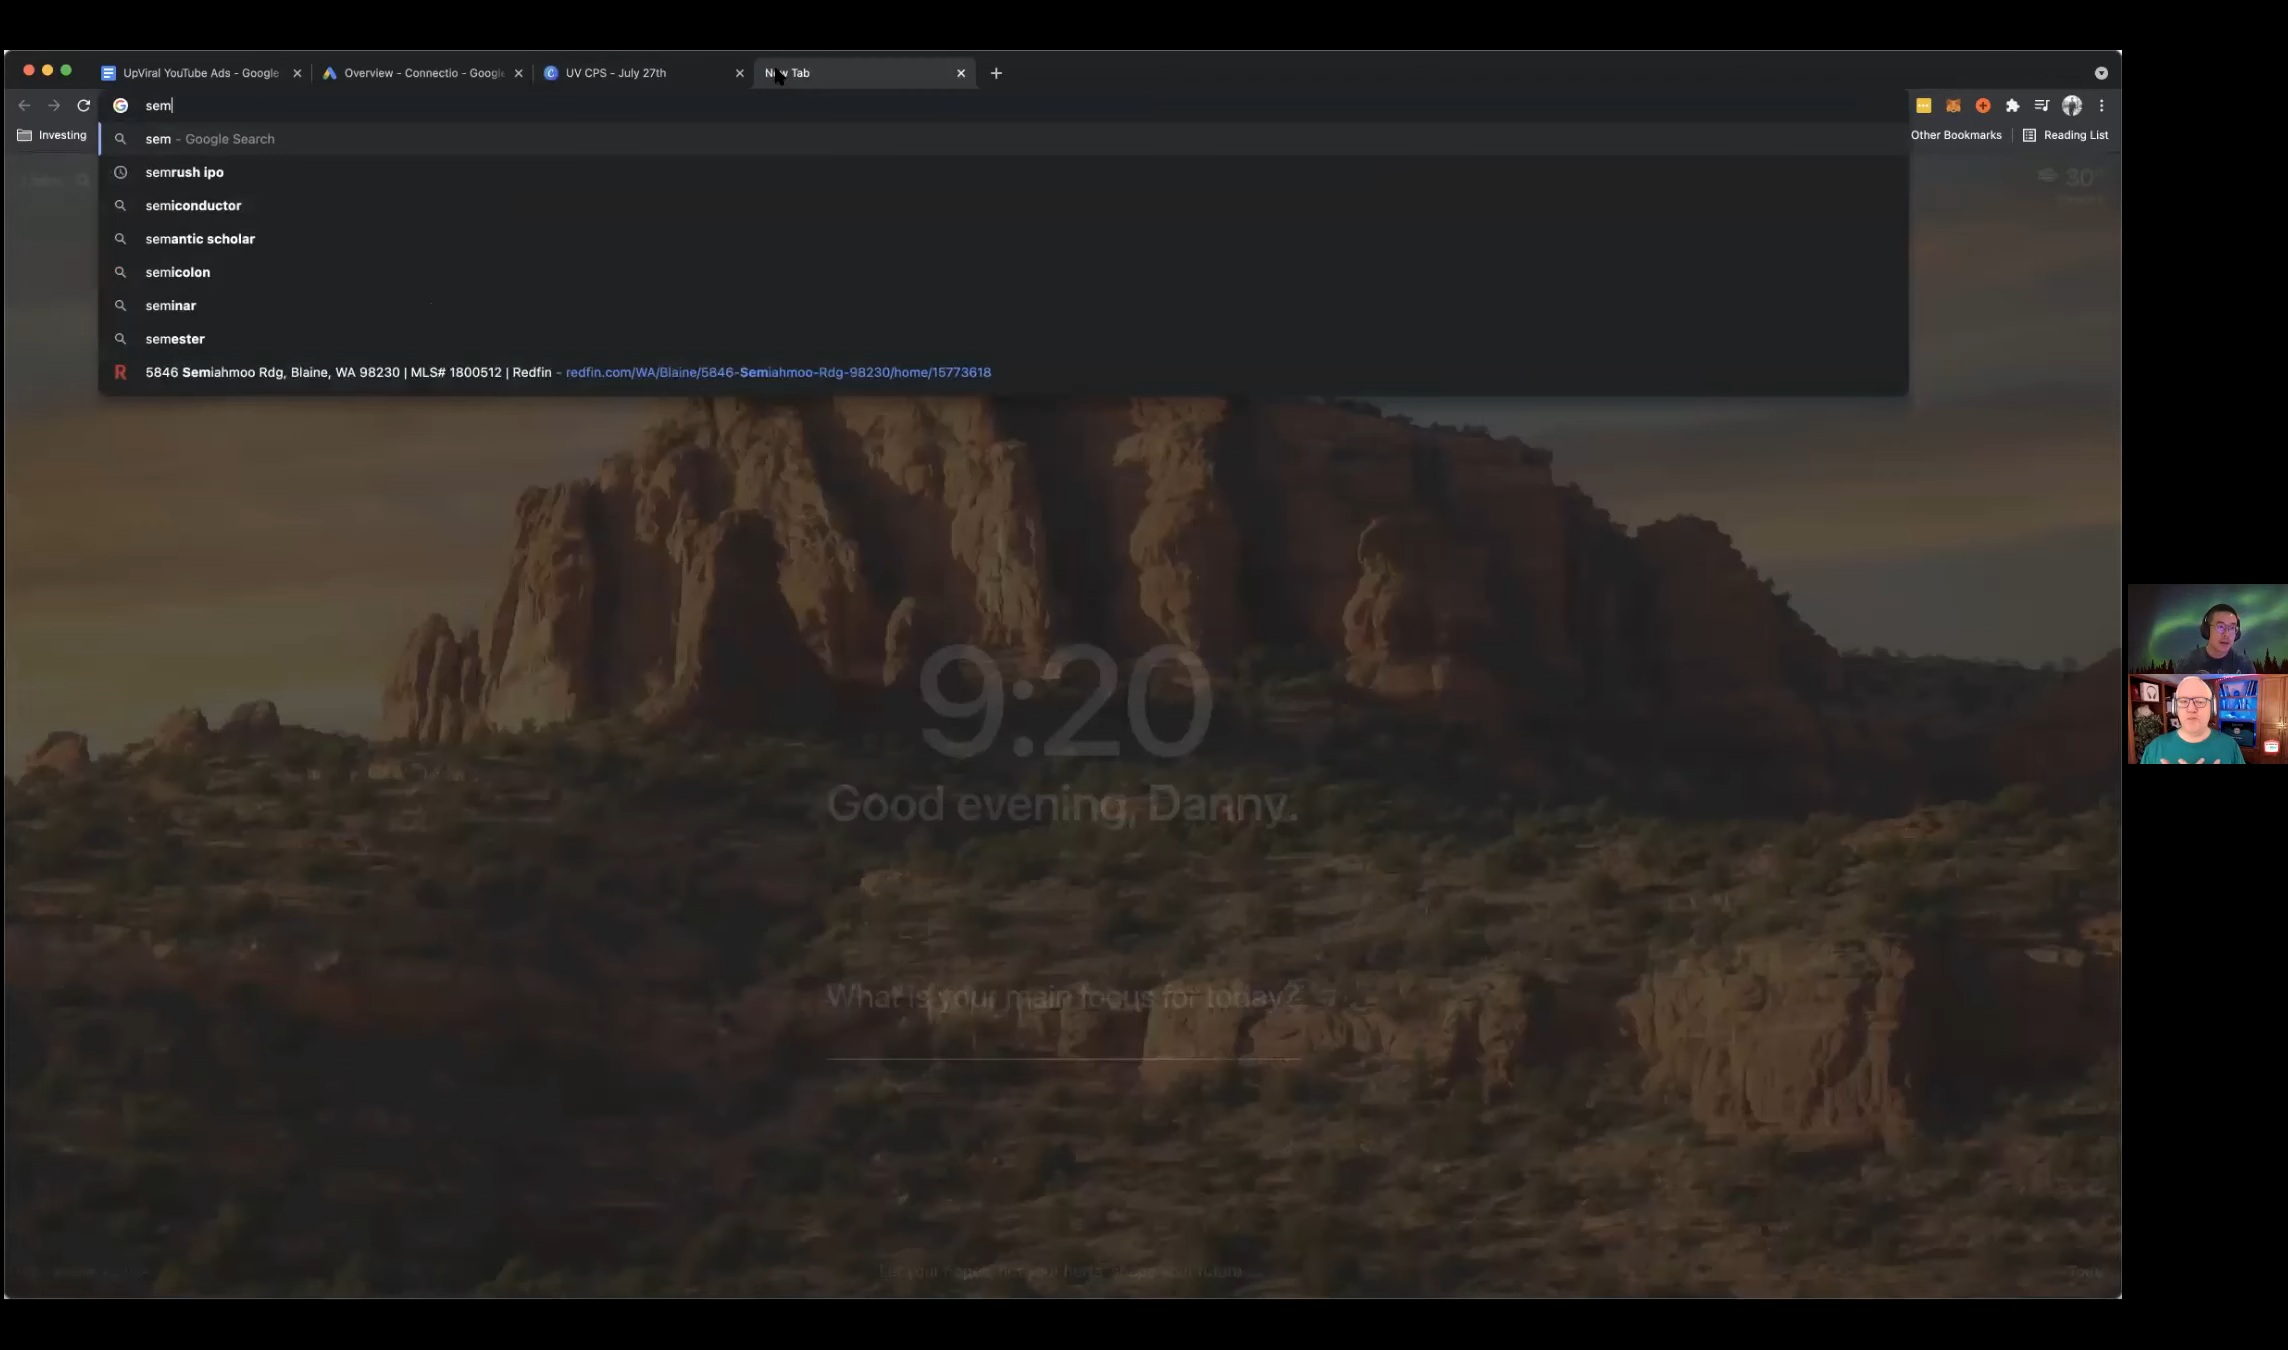 UpViral YouTube Ads - Google
Overview - Connectio - Google
UV CPS - July 27th
New Tab
sem
Investing
Other Bookmarks
Reading List
sem - Google Search
semrush ipo
semiconductor
semantic scholar
semicolon
seminar
semester
5846 Semiahmoo Rdg, Blaine, WA 98230 | MLS# 1800512 | Redfin - redfin.com/WA/Blaine/5846-Semiahmoo-Rdg-98230/home/15773618
30°
9:20
Good evening, Danny.
What is your main focus for today?